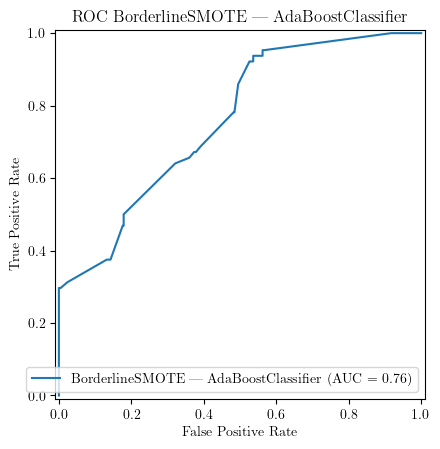 ROC BorderlineSMOTE — AdaBoostClassifier
1.0
0.8
0.6
0.4
0.2
0.0
True Positive Rate
BorderlineSMOTE — AdaBoostClassifier (AUC = 0.76)
0.0 0.2 0.4 0.6 0.8 1.0
False Positive Rate